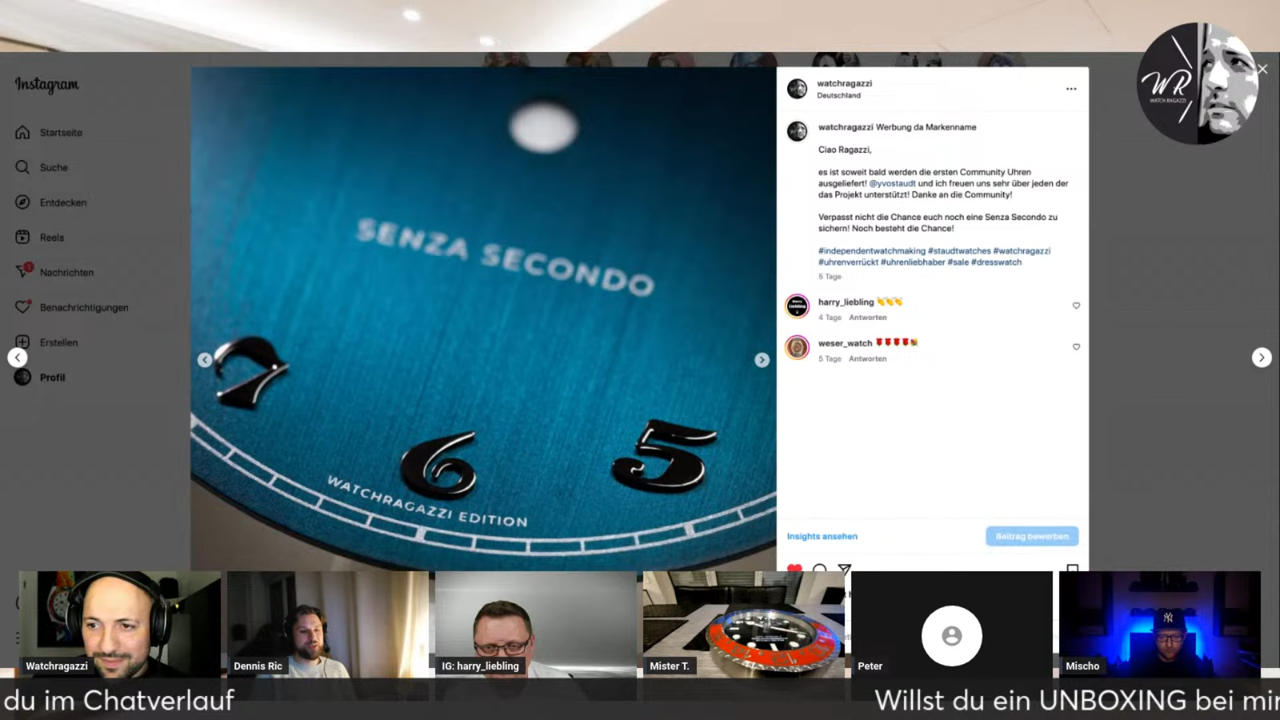 Instagram
Startseite
Suche
Entdecken
Reels
1
Nachrichten
Benachrichtigungen
Erstellen
Profil
SENZA SECONDO
7
6
5
WATCHRAGAZZI EDITION
watchragazzi
Deutschland
watchragazzi Werbung da Markenname
Ciao Ragazzi,
es ist soweit bald werden die ersten Community Uhren
ausgeliefert! @yvostaudt und ich freuen uns sehr über jeden der
das Projekt unterstützt! Danke an die Community!
Verpasst nicht die Chance euch noch eine Senza Secondo zu
sichern! Noch besteht die Chance!
#independentwatchmaking #staudtwatches #watchragazzi
#uhrenverrückt #uhrenliebhaber #sale #dresswatch
5 Tage
harry_liebling
4 Tage Antworten
weser_watch
5 Tage Antworten
Insights ansehen
Beitrag bewerben
WR
WATCH RAGAZZI
Watchragazzi
Dennis Ric
IG: harry_liebling
Mister T.
Peter
Mischo
du im Chatverlauf
Willst du ein UNBOXING bei mir